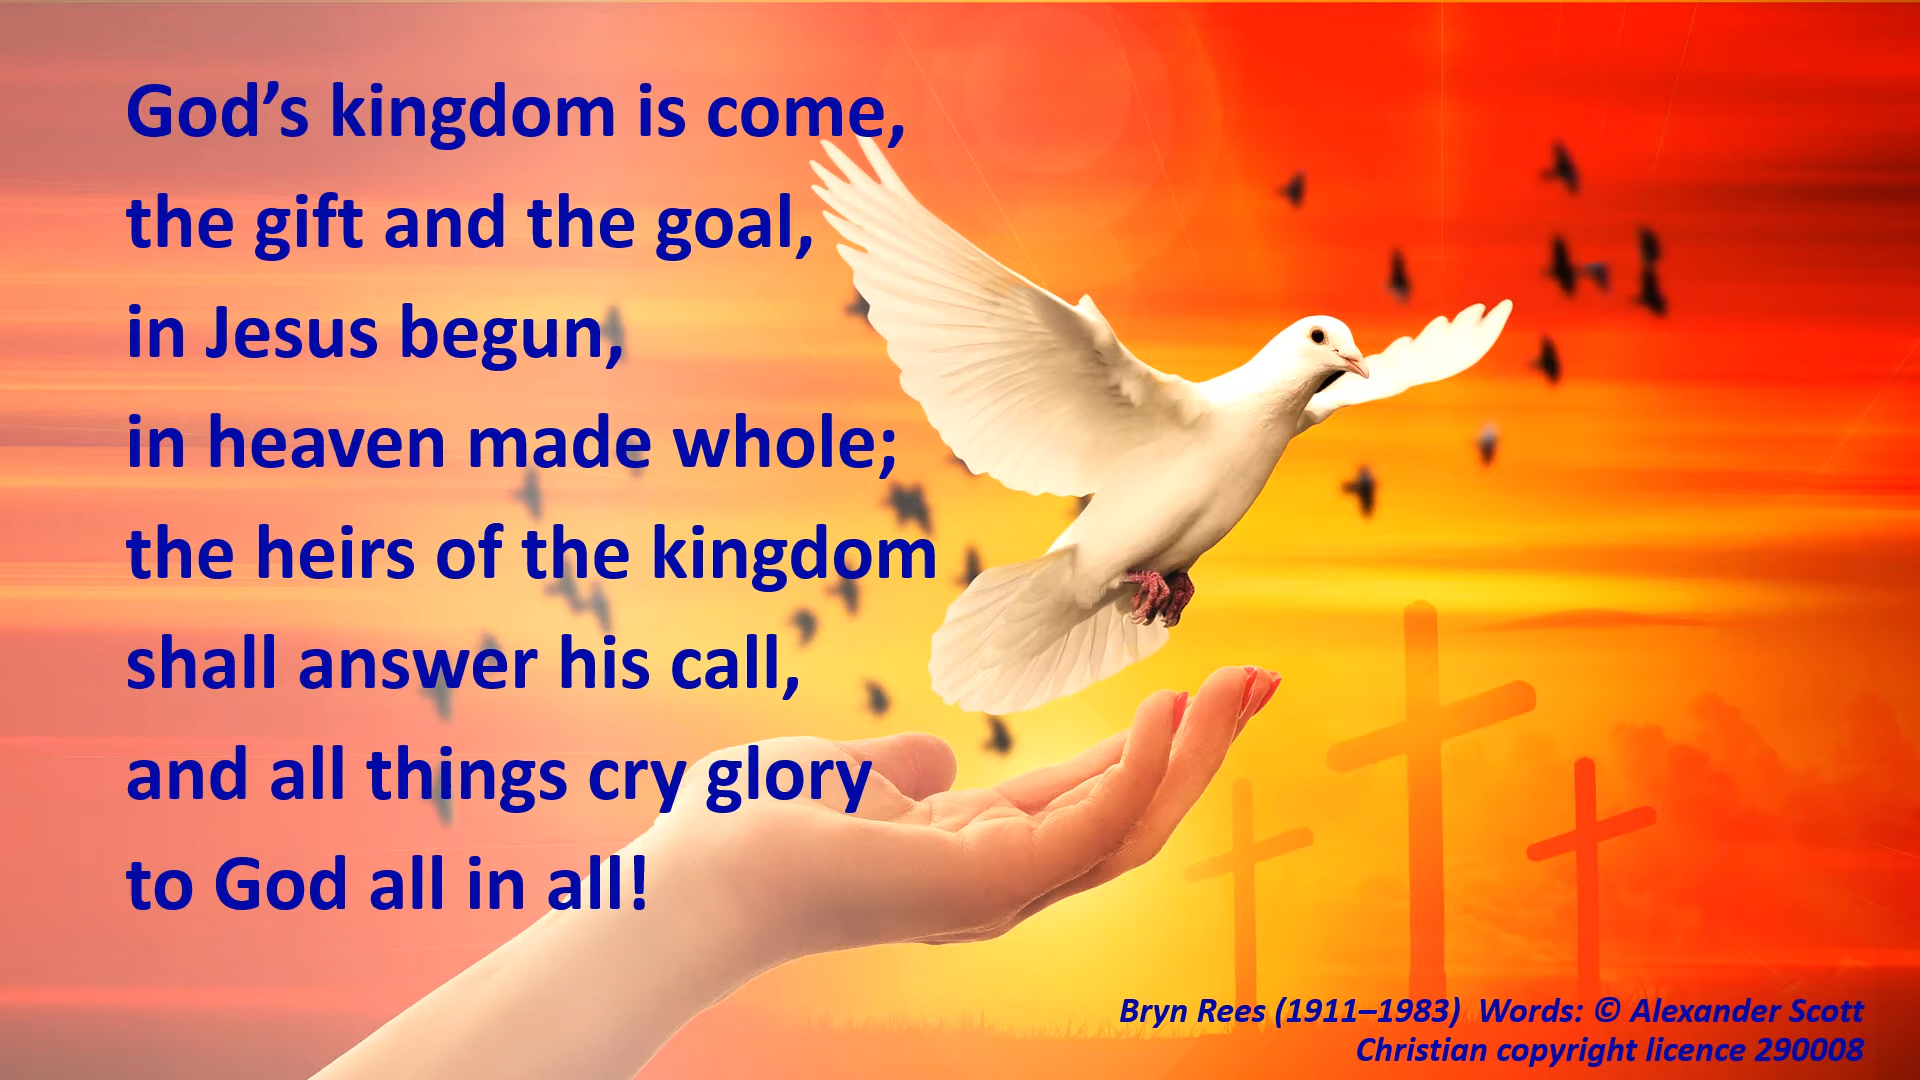 God’s kingdom is come,
the gift and the goal,
in Jesus begun,
in heaven made whole;
the heirs of the kingdom
shall answer his call,
and all things cry glory
to God all in all!
Bryn Rees (1911–1983)  Words: © Alexander Scott
Christian copyright licence 290008